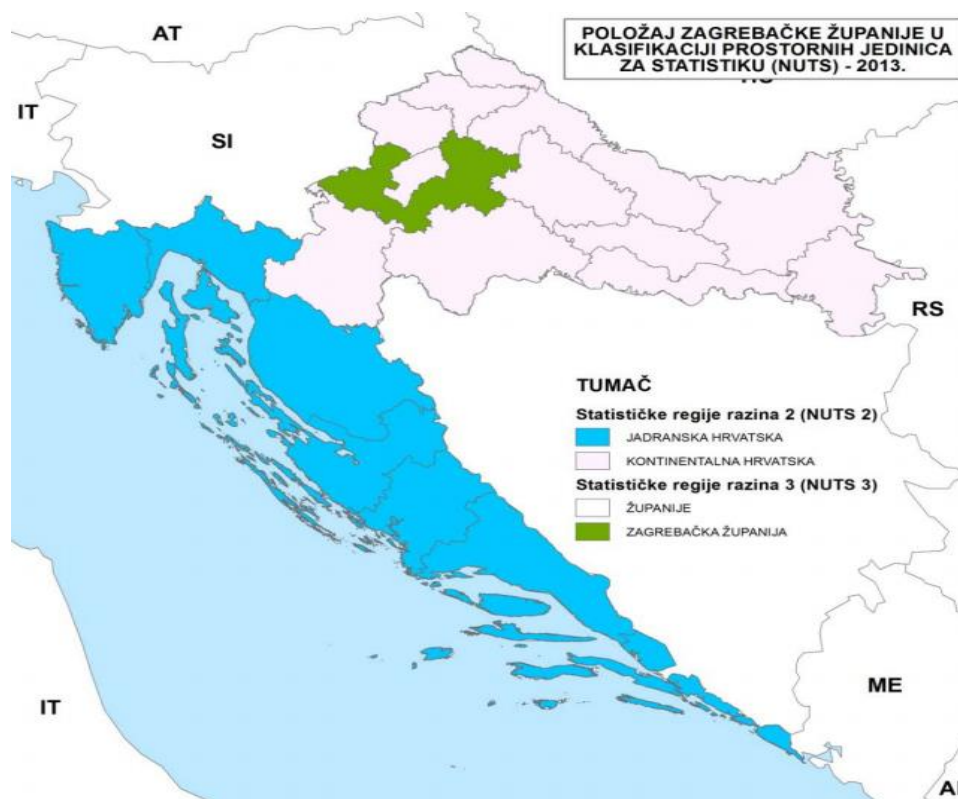 POLOŽAJ ZAGREBAČKE ŽUPANIJE U
KLASIFIKACIJI PROSTORNIH JEDINICA
ZA STATISTIKU (NUTS) - 2013.
AT
IT
SI
RS
TUMAČ
Statističke regije razina 2 (NUTS 2)
JADRANSKA HRVATSKA
KONTINENTALNA HRVATSKA
Statističke regije razina 3 (NUTS 3)
ŽUPANIJE
ZAGREBAČKA ŽUPANIJA
ME
IT